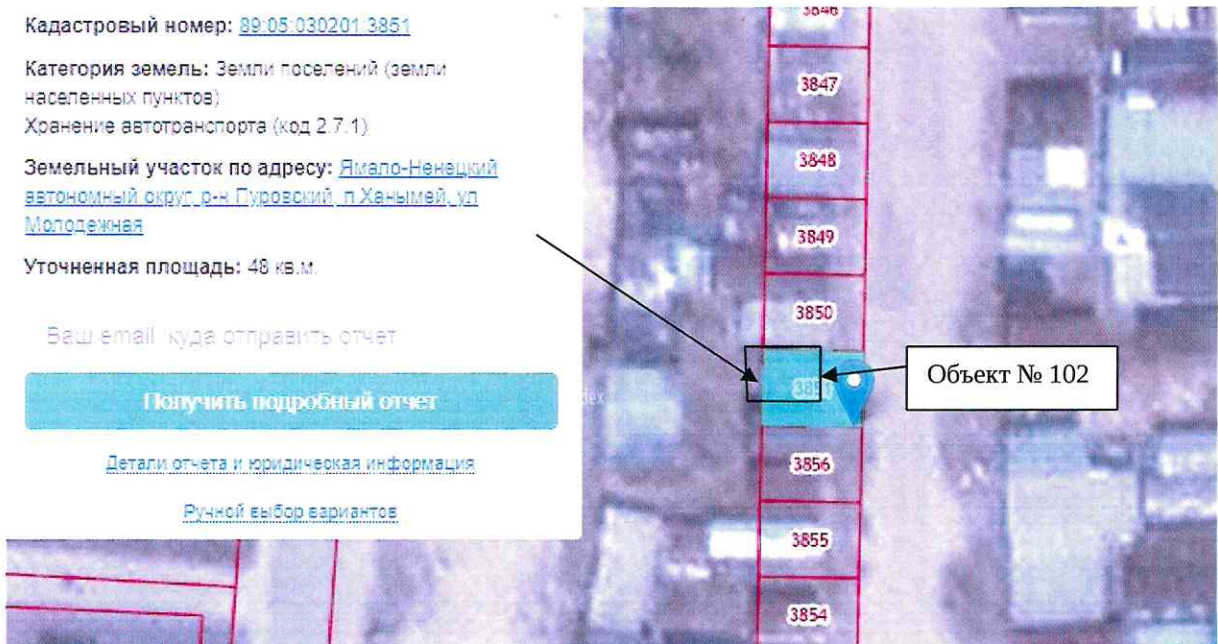 Кадастровый номер: 89:05:030201:3851
Категория земель: Земли поселений (земли
населенных пунктов)
Хранение автотранспорта (код 2.7.1)
Земельный участок по адресу: Ямало-Ненецкий
автономный округ, р-н Пуровский, п Ханымей, ул
Молодежная
Уточненная площадь: 48 кв.м.
Ваш email, куда отправить отчет
Получить подробный отчет
Детали отчета и юридическая информация
Ручной выбор вариантов
3846
3847
3848
3849
3850
3851
Объект № 102
3856
3855
3854